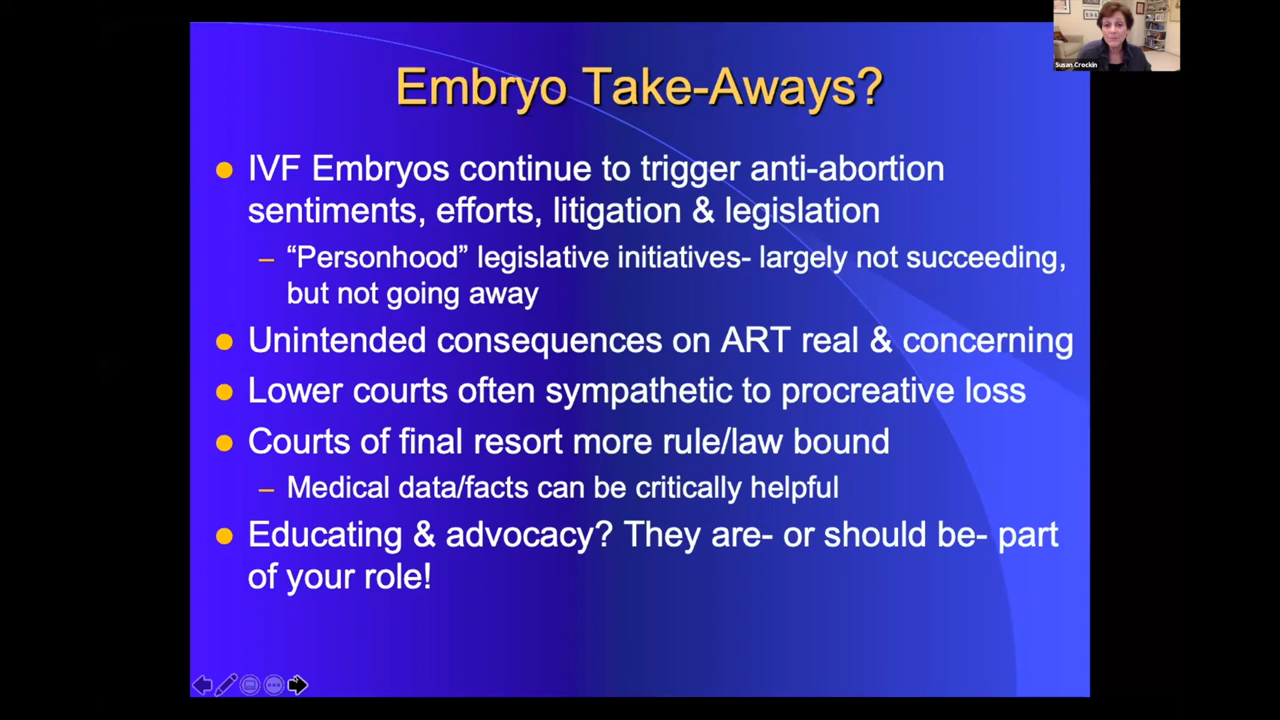 Susan Crockin
Embryo Take-Aways?
IVF Embryos continue to trigger anti-abortion
sentiments, efforts, litigation & legislation
– “Personhood” legislative initiatives- largely not succeeding,
but not going away
Unintended consequences on ART real & concerning
Lower courts often sympathetic to procreative loss
Courts of final resort more rule/law bound
– Medical data/facts can be critically helpful
Educating & advocacy? They are- or should be- part
of your role!